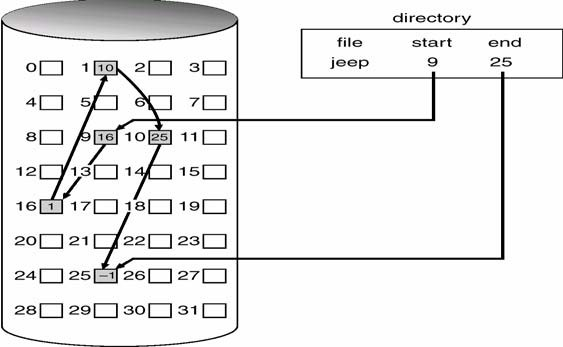 directory
file start end
jeep 9 25
0 1 10 2 3
4 5 6 7
8 9 16 10 25 11
12 13 14 15
16 1 17 18 19
20 21 22 23
24 25 –1 26 27
28 29 30 31